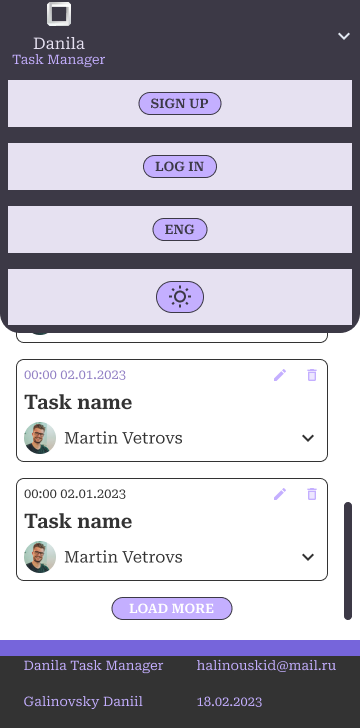 Danila
Task Manager
SIGN UP
LOG IN
ENG
00:00 02.01.2023
Task name
Martin Vetrovs
00:00 02.01.2023
Task name
Martin Vetrovs
LOAD MORE
Danila Task Manager
halinouskid@mail.ru
Galinovsky Daniil
18.02.2023